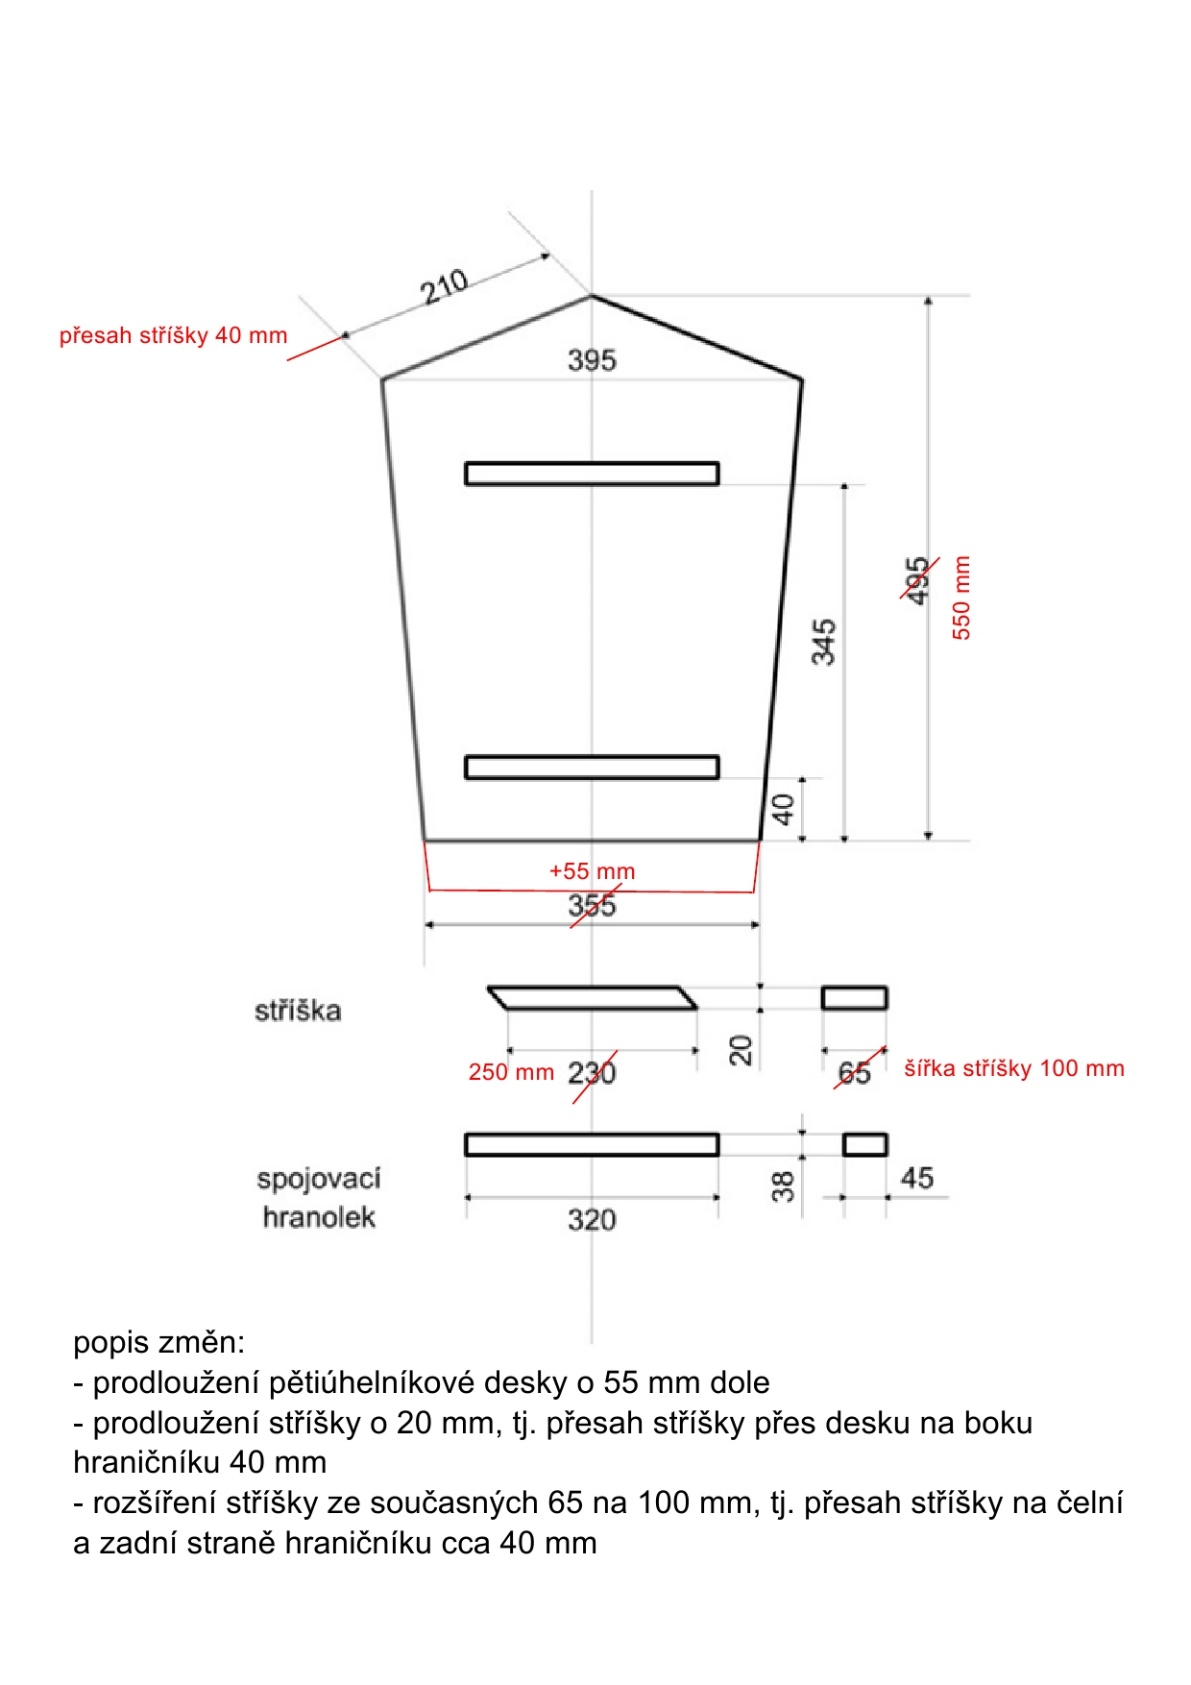 210
přesah stříšky 40 mm
395
495
550 mm
345
40
+55 mm
355
stříška
20
250 mm 230
65 šířka stříšky 100 mm
spojovací
hranolek
38
45
320
popis změn:
- prodloužení pětiúhelníkové desky o 55 mm dole
- prodloužení stříšky o 20 mm, tj. přesah stříšky přes desku na boku
hraničníku 40 mm
- rozšíření stříšky ze současných 65 na 100 mm, tj. přesah stříšky na čelní
a zadní straně hraničníku cca 40 mm